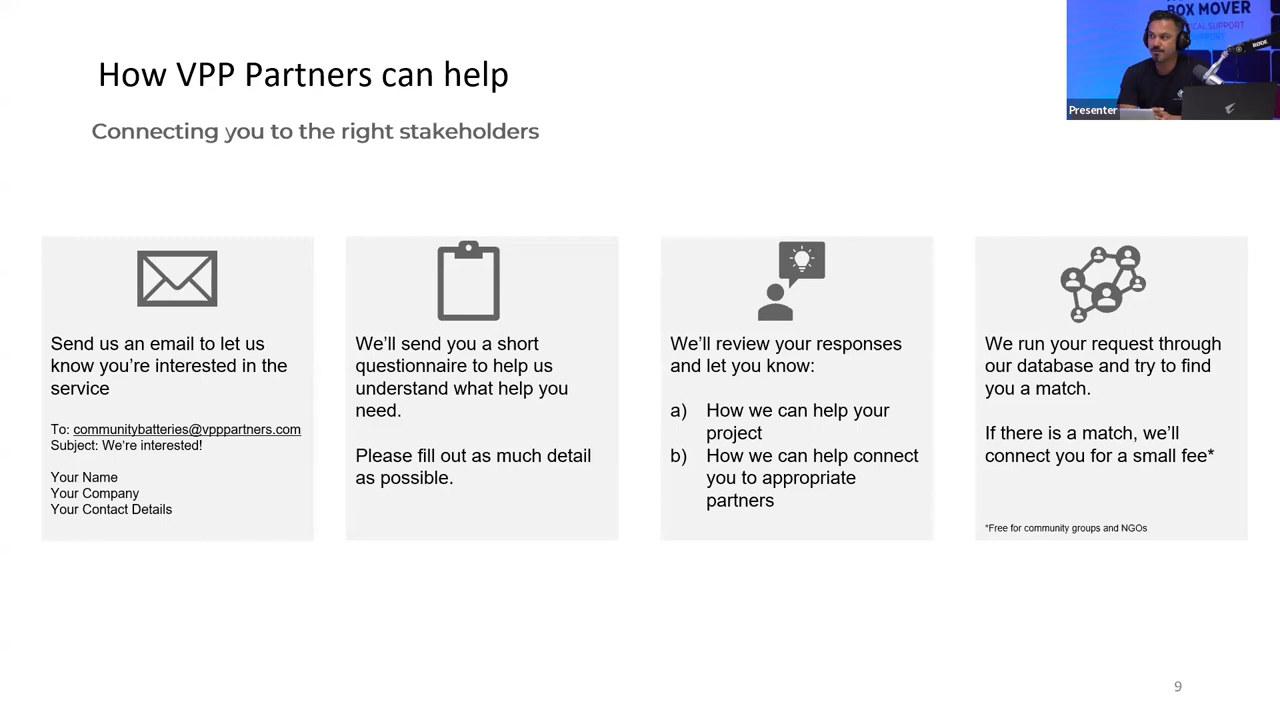 How VPP Partners can help
Connecting you to the right stakeholders
BOX MOVER
SUPPORT
SUPPORT
RØDE
Presenter
Send us an email to let us
know you’re interested in the
service
To: communitybatteries@vpppartners.com
Subject: We’re interested!
Your Name
Your Company
Your Contact Details
We’ll send you a short
questionnaire to help us
understand what help you
need.
Please fill out as much detail
as possible.
We’ll review your responses
and let you know:
a) How we can help your
project
b) How we can help connect
you to appropriate
partners
We run your request through
our database and try to find
you a match.
If there is a match, we’ll
connect you for a small fee*
*Free for community groups and NGOs
9